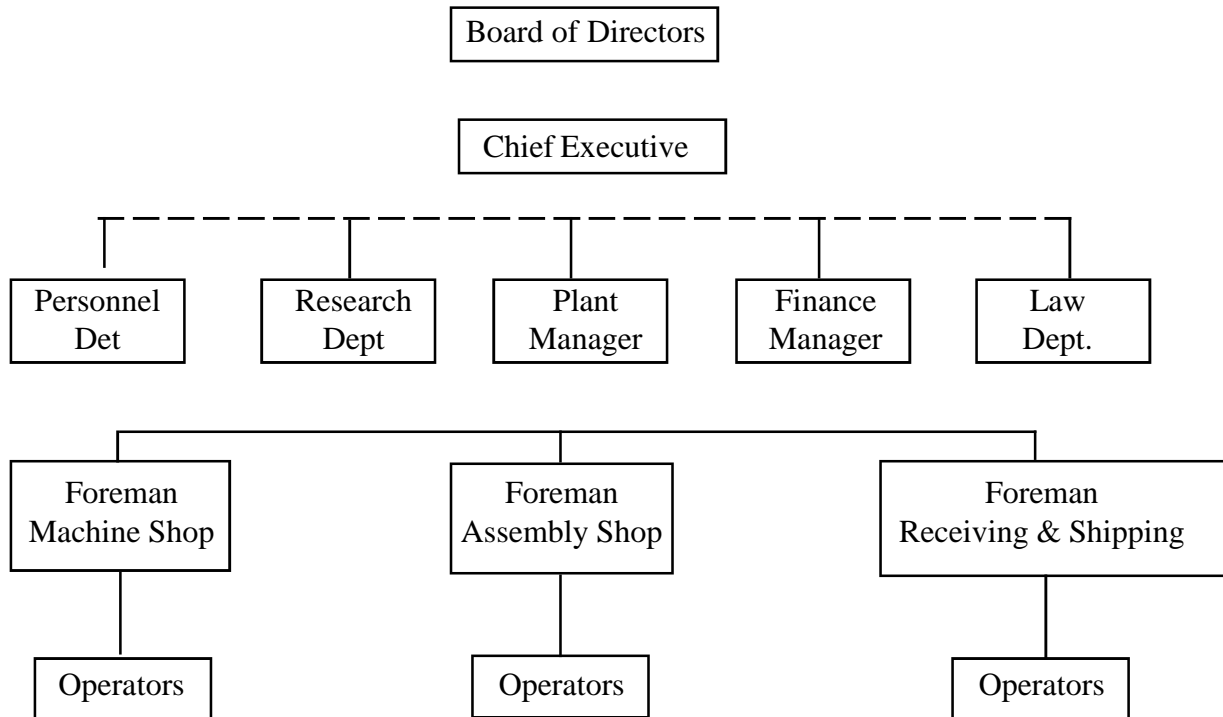 Board of Directors
Chief Executive
Personnel
Det
Research
Dept
Plant
Manager
Finance
Manager
Law
Dept.
Foreman
Machine Shop
Foreman
Assembly Shop
Foreman
Receiving & Shipping
Operators
Operators
Operators